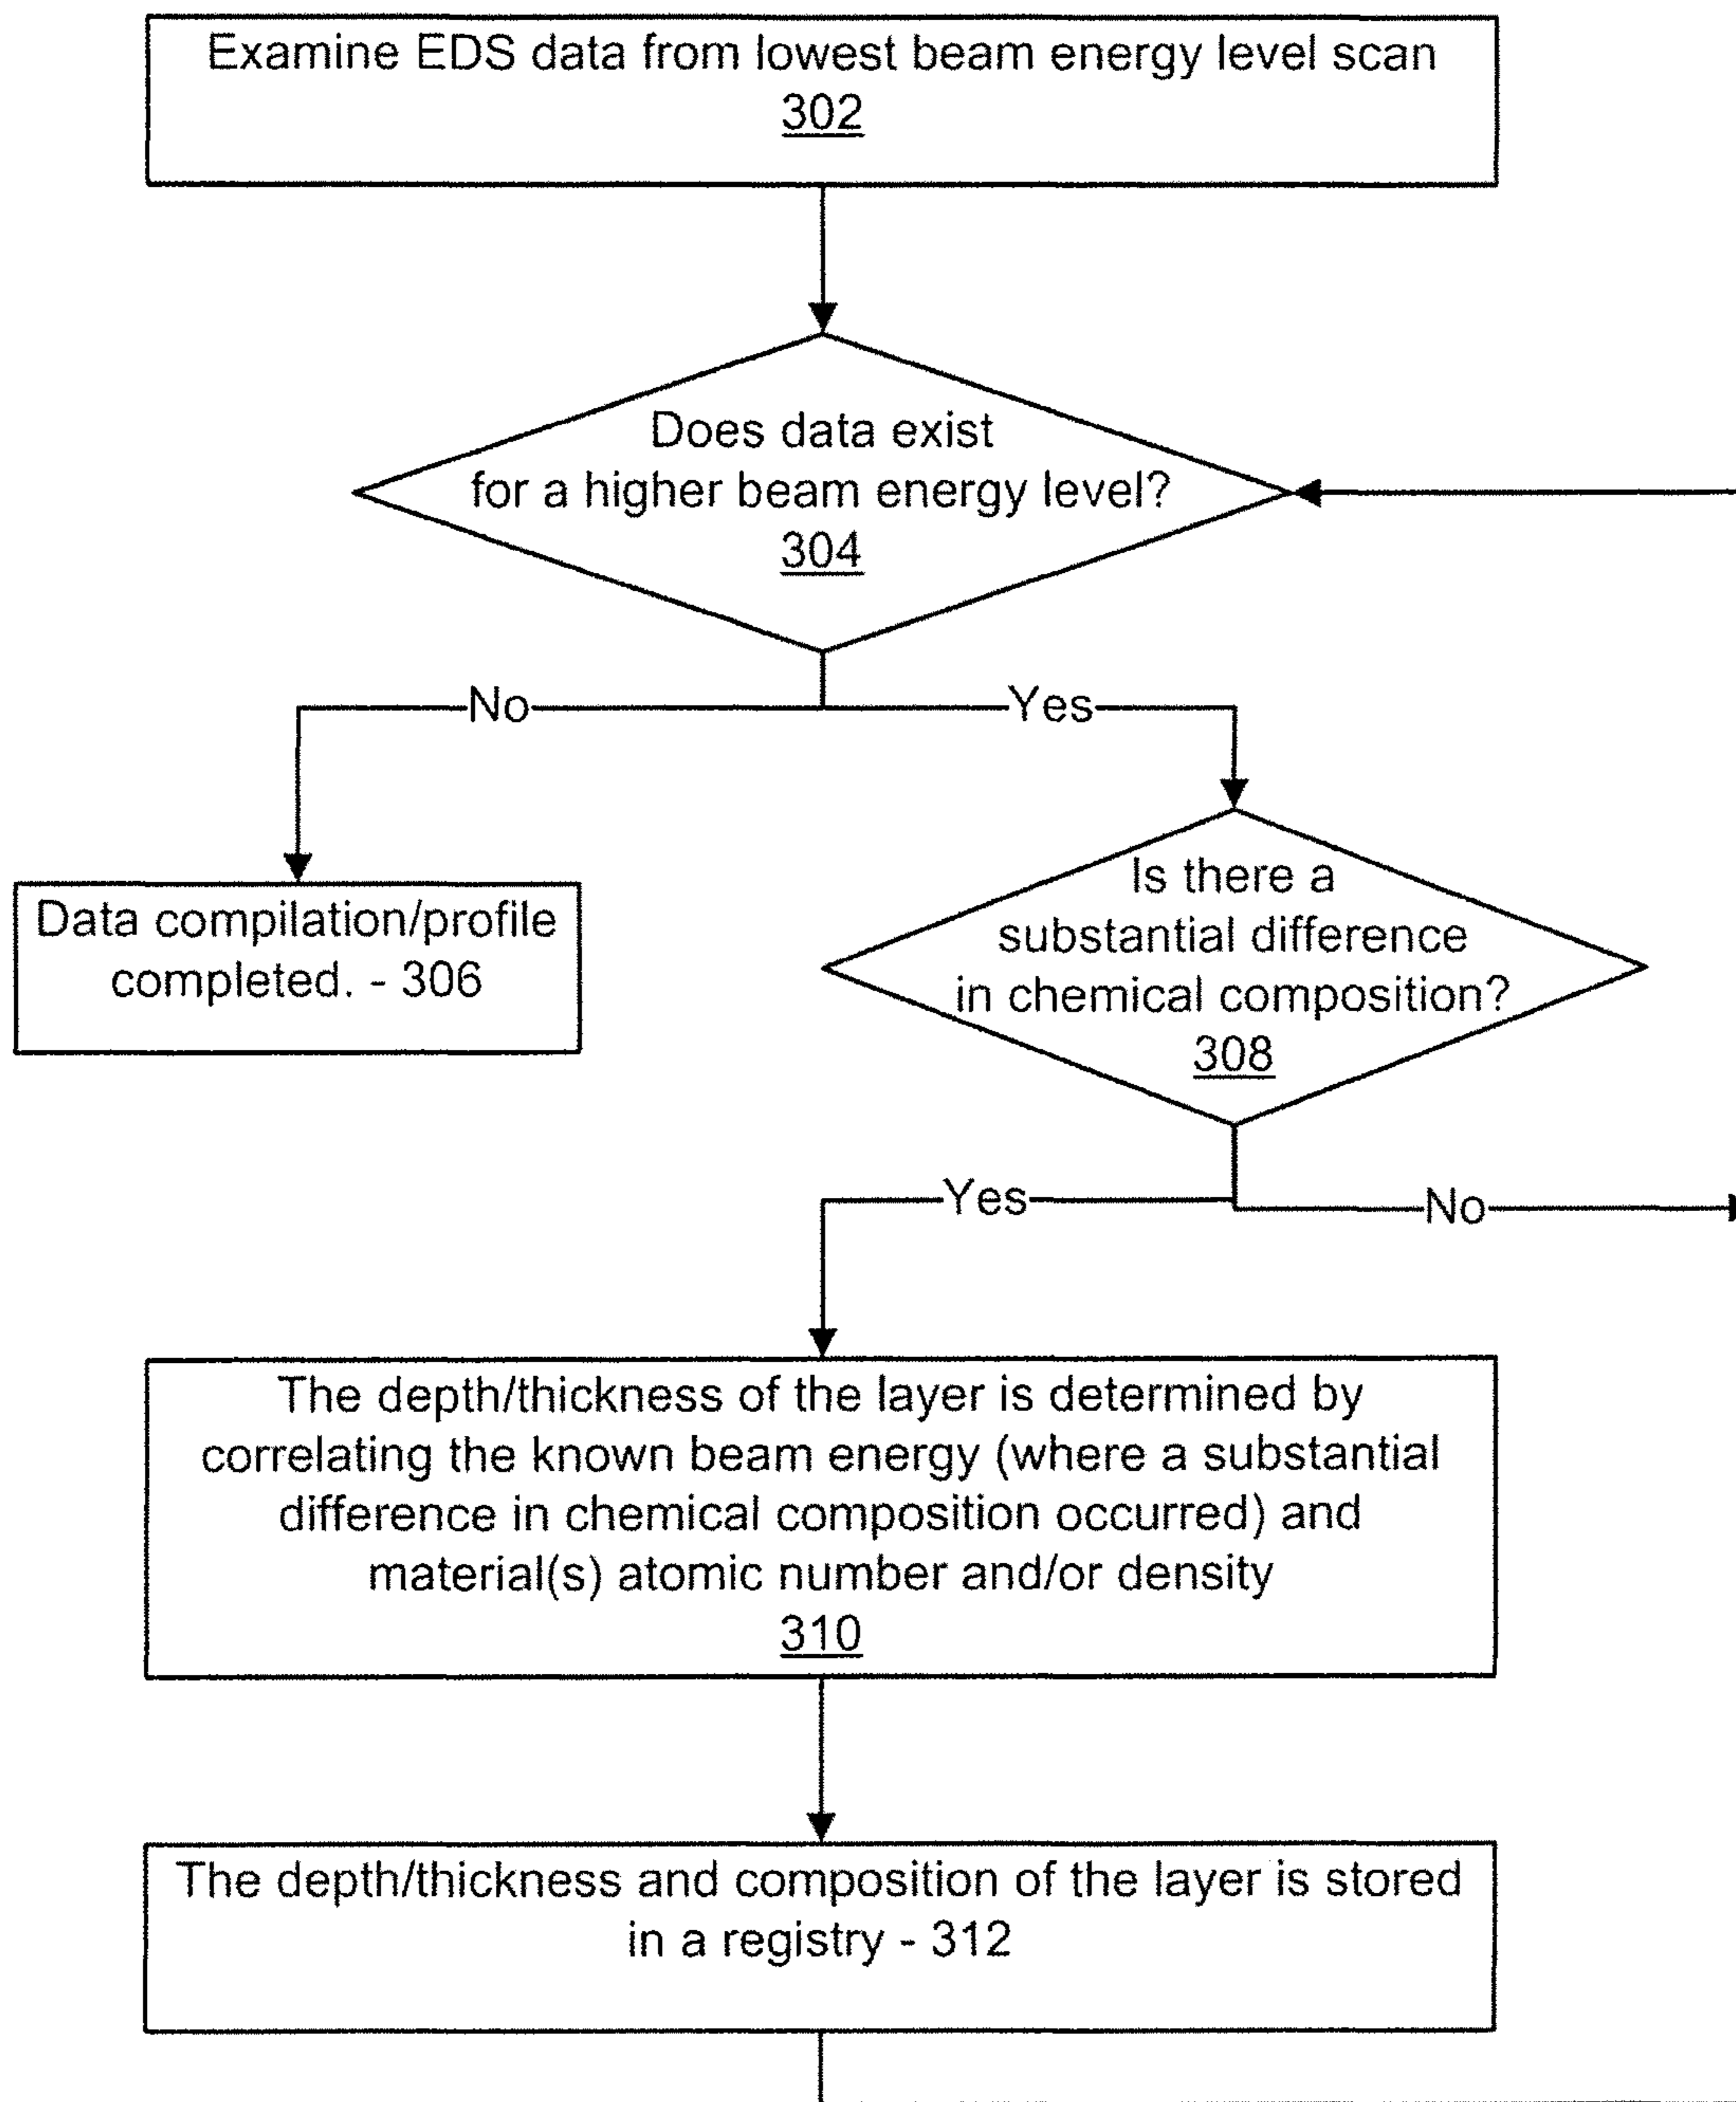 Examine EDS data from lowest beam energy level scan
302
Does data exist
for a higher beam energy level?
304
No
Yes
Data compilation/profile
completed. - 306
Is there a
substantial difference
in chemical composition?
308
Yes
No
The depth/thickness of the layer is determined by
correlating the known beam energy (where a substantial
difference in chemical composition occurred) and
material(s) atomic number and/or density
310
The depth/thickness and composition of the layer is stored
in a registry - 312